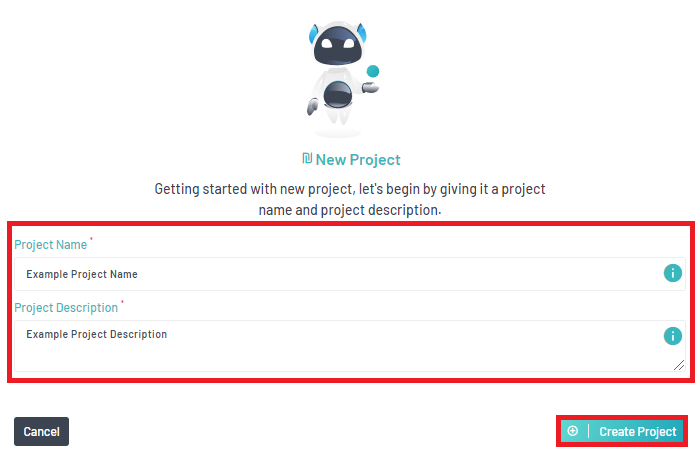 New Project
Getting started with new project, let's begin by giving it a project
name and project description.
Project Name *
Example Project Name
Project Description *
Example Project Description
Cancel
Create Project